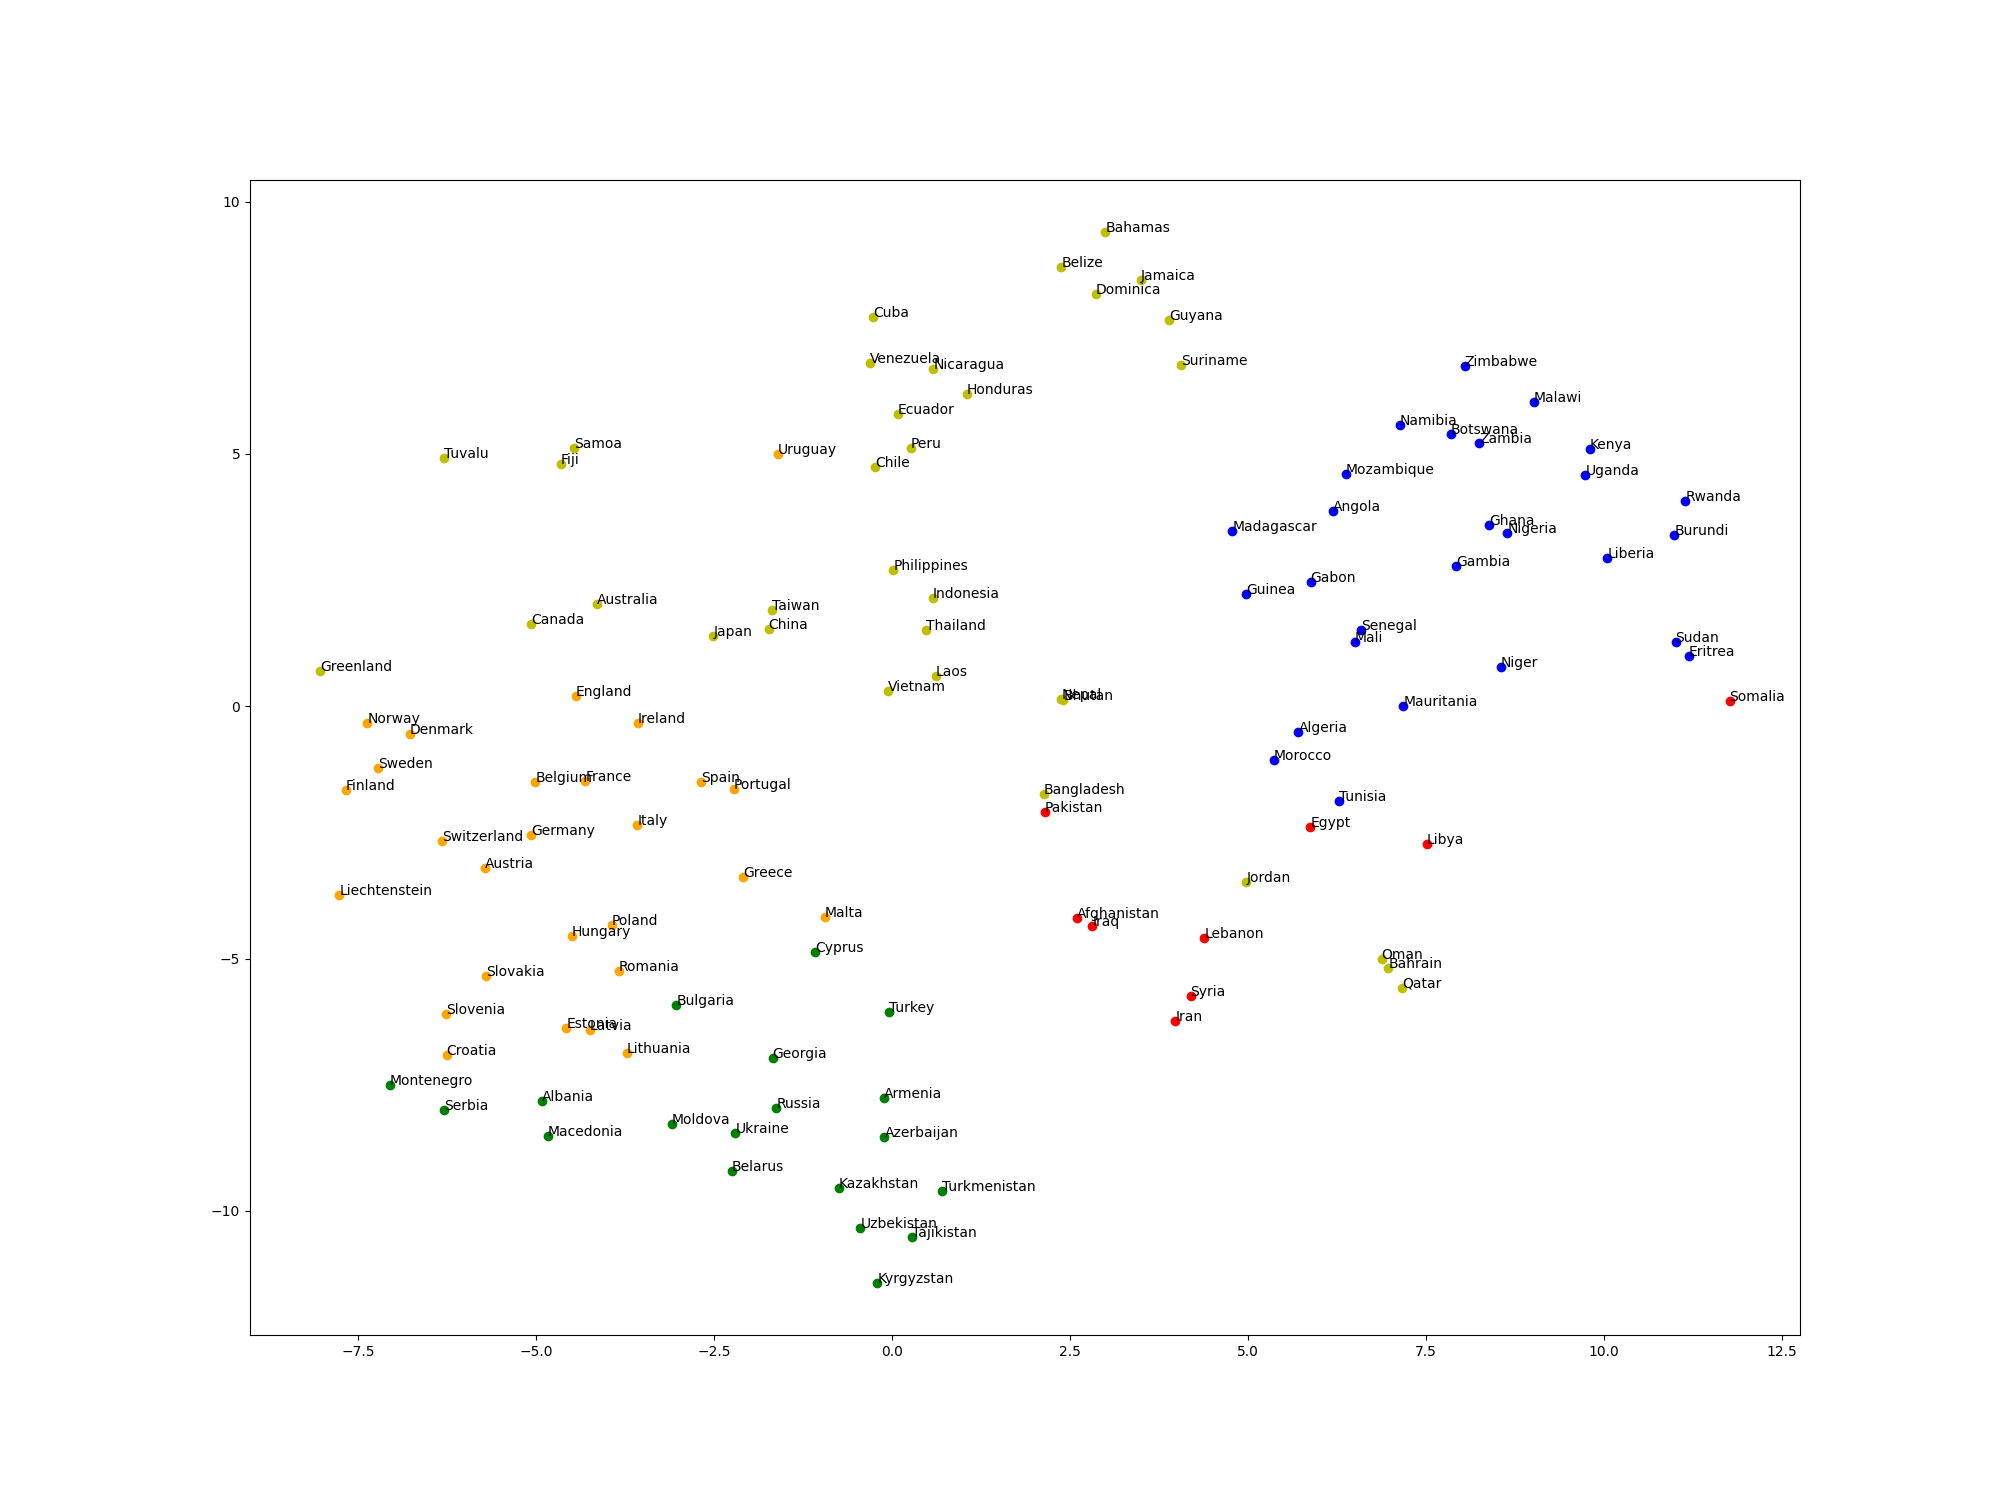 10
Bahamas
Belize
Jamaica
Dominica
Cuba
Guyana
Venezuela
Nicaragua
Suriname
Zimbabwe
Honduras
Malawi
Ecuador
Namibia
Botswana
Zambia
Samoa
Peru
Kenya
5
Tuvalu
Fiji
Uruguay
Chile
Mozambique
Uganda
Rwanda
Angola
Madagascar
Ghana
Nigeria
Burundi
Liberia
Philippines
Gambia
Gabon
Guinea
Indonesia
Australia
Taiwan
Canada
China
Japan
Thailand
Senegal
Mali
Sudan
Eritrea
Greenland
Laos
Niger
England
Vietnam
Nepal
Bhutan
Somalia
0
Mauritania
Norway
Denmark
Ireland
Algeria
Morocco
Sweden
Finland
Belgium
France
Spain
Portugal
Bangladesh
Pakistan
Tunisia
Italy
Egypt
Switzerland
Germany
Libya
Austria
Greece
Jordan
Liechtenstein
Malta
Afghanistan
Iraq
Poland
Hungary
Lebanon
Cyprus
−5
Oman
Bahrain
Slovakia
Romania
Qatar
Bulgaria
Syria
Slovenia
Turkey
Iran
Estonia
Latvia
Croatia
Lithuania
Georgia
Montenegro
Albania
Armenia
Serbia
Russia
Macedonia
Moldova
Ukraine
Azerbaijan
Belarus
Kazakhstan
Turkmenistan
−10
Uzbekistan
Tajikistan
Kyrgyzstan
−7.5
−5.0
−2.5
0.0
2.5
5.0
7.5
10.0
12.5